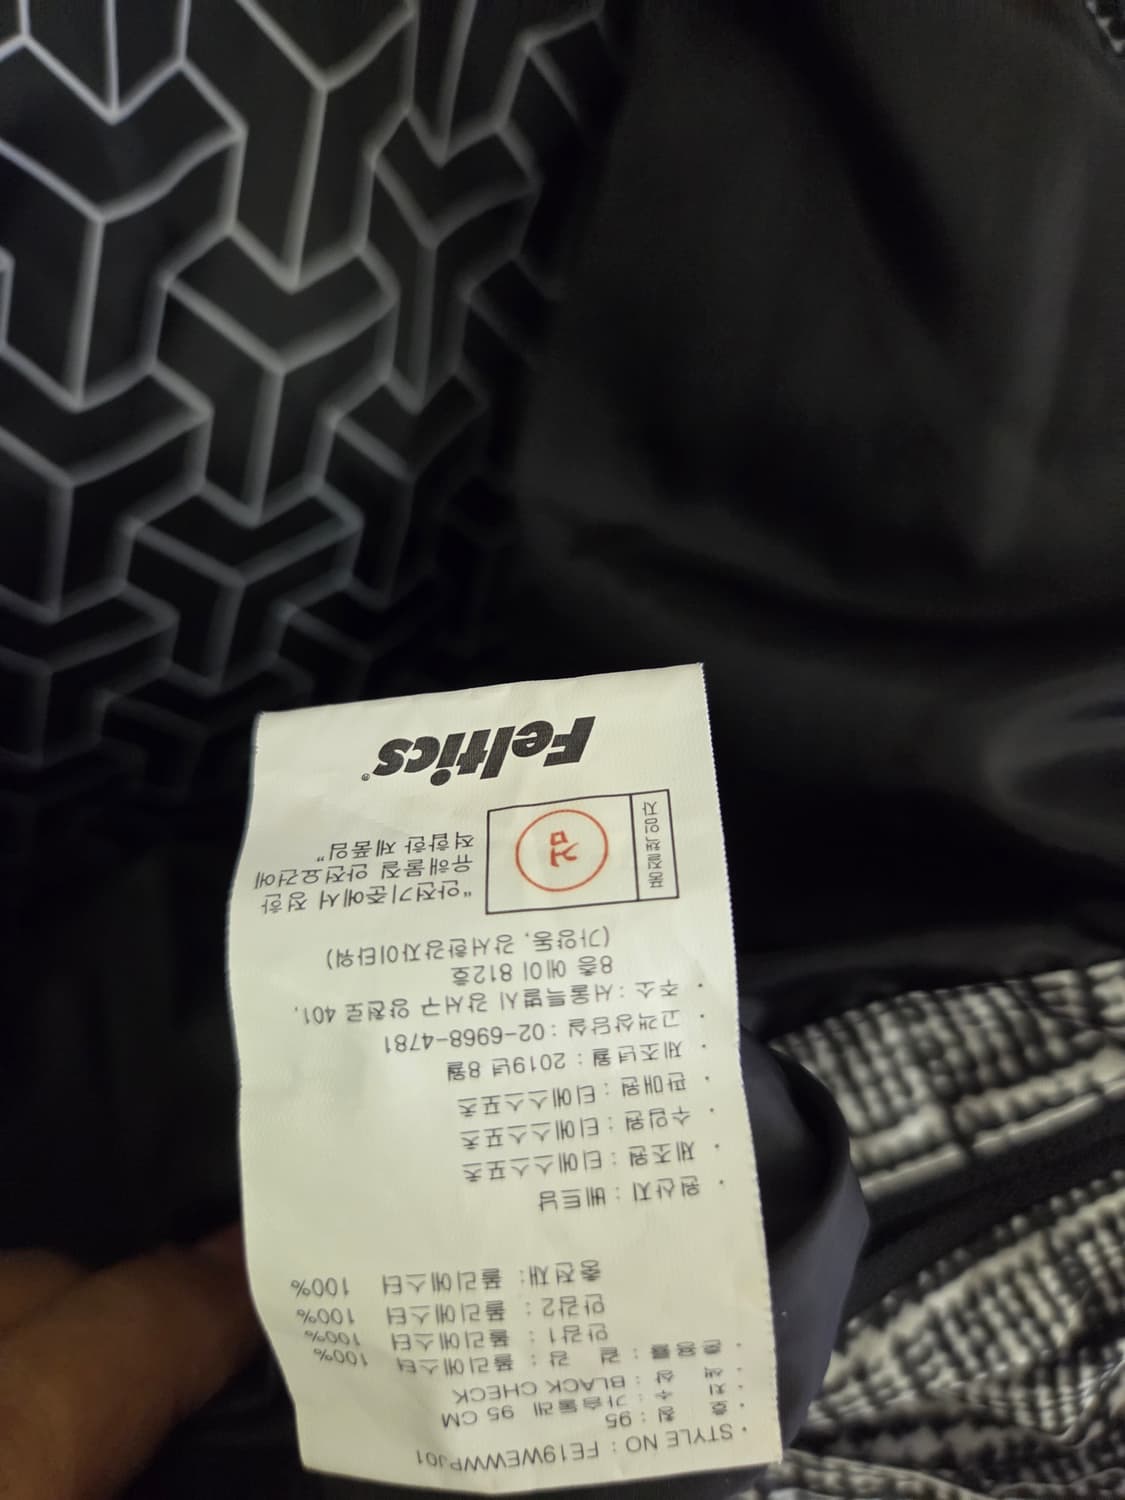 · STYLE NO : FE19WEWWPJ01
· 호 칭 : 95
· 치 수 : 가슴둘레 95 CM
· 색 상 : BLACK CHECK
· 혼용률 : 겉 감 : 폴리에스터 100%
안감1 : 폴리에스터 100%
안감2 : 폴리에스터 100%
충전재: 폴리에스터 100%
· 원산지 : 베트남
· 제조원 : 티에스스포츠
· 수입원 : 티에스스포츠
· 판매원 : 티에스스포츠
· 제조년월 : 2019년 8월
· 고객상담실 : 02-6968-4781
· 주소 : 서울특별시 강서구 양천로 401,
8층 에이 812호
(가양동, 강서한강자이타워)
품질책임자
검
"안전기준에서 정한
유해물질 안전요건에
적합한 제품임"
Feltics®